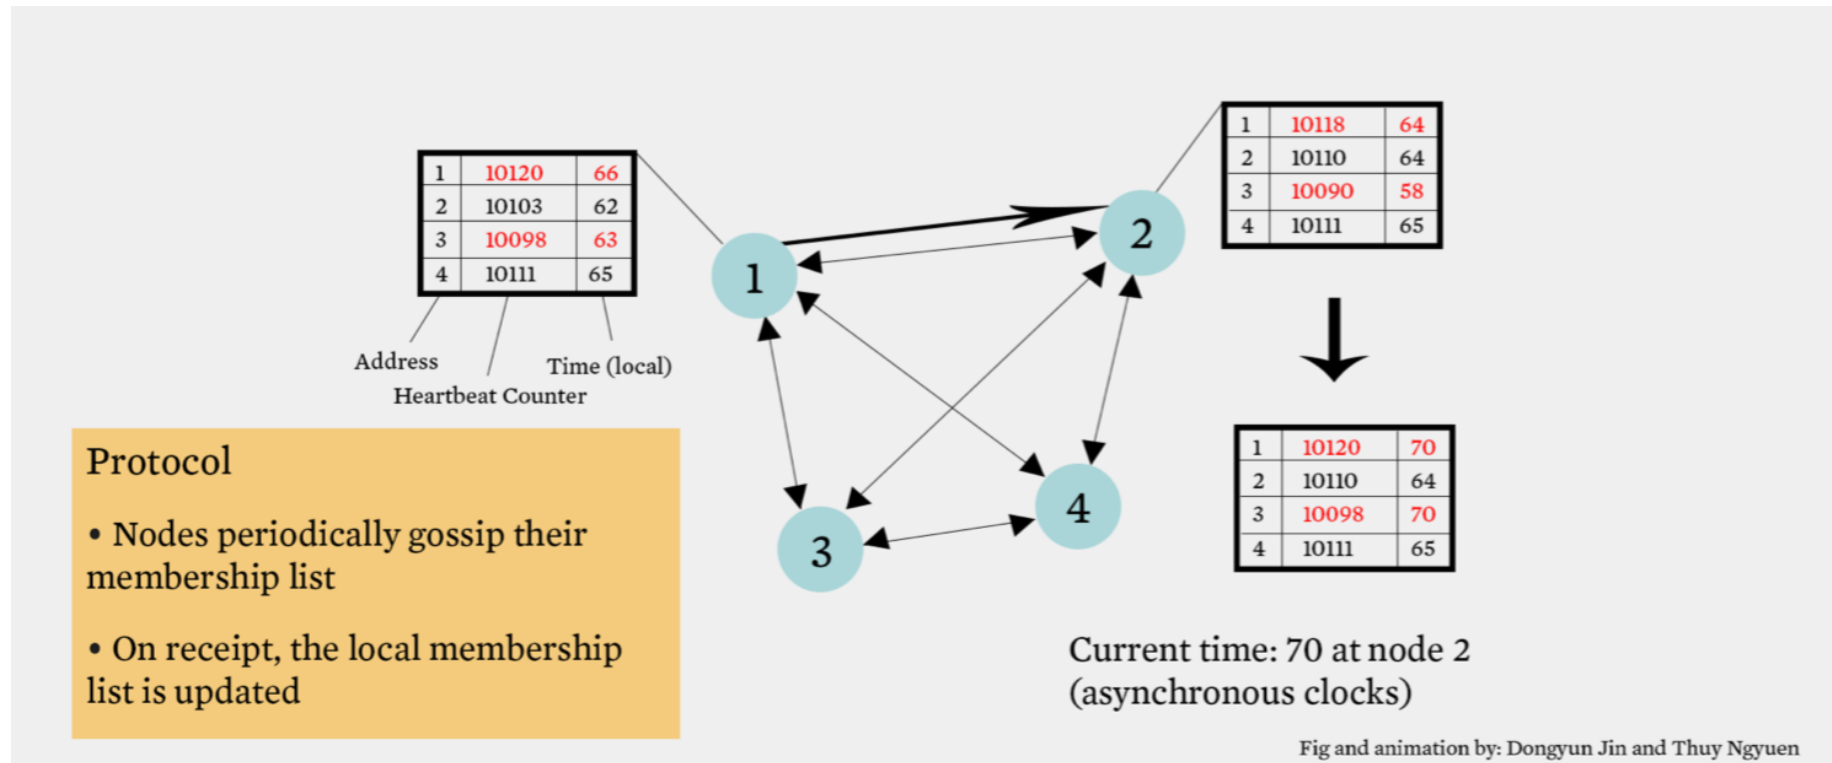 1 10120 66
2 10103 62
3 10098 63
4 10111 65
Address
Heartbeat Counter
Time (local)
1
2
3
4
1 10118 64
2 10110 64
3 10090 58
4 10111 65
1 10120 70
2 10110 64
3 10098 70
4 10111 65
Protocol
• Nodes periodically gossip their
membership list
• On receipt, the local membership
list is updated
Current time: 70 at node 2
(asynchronous clocks)
Fig and animation by: Dongyun Jin and Thuy Ngyuen